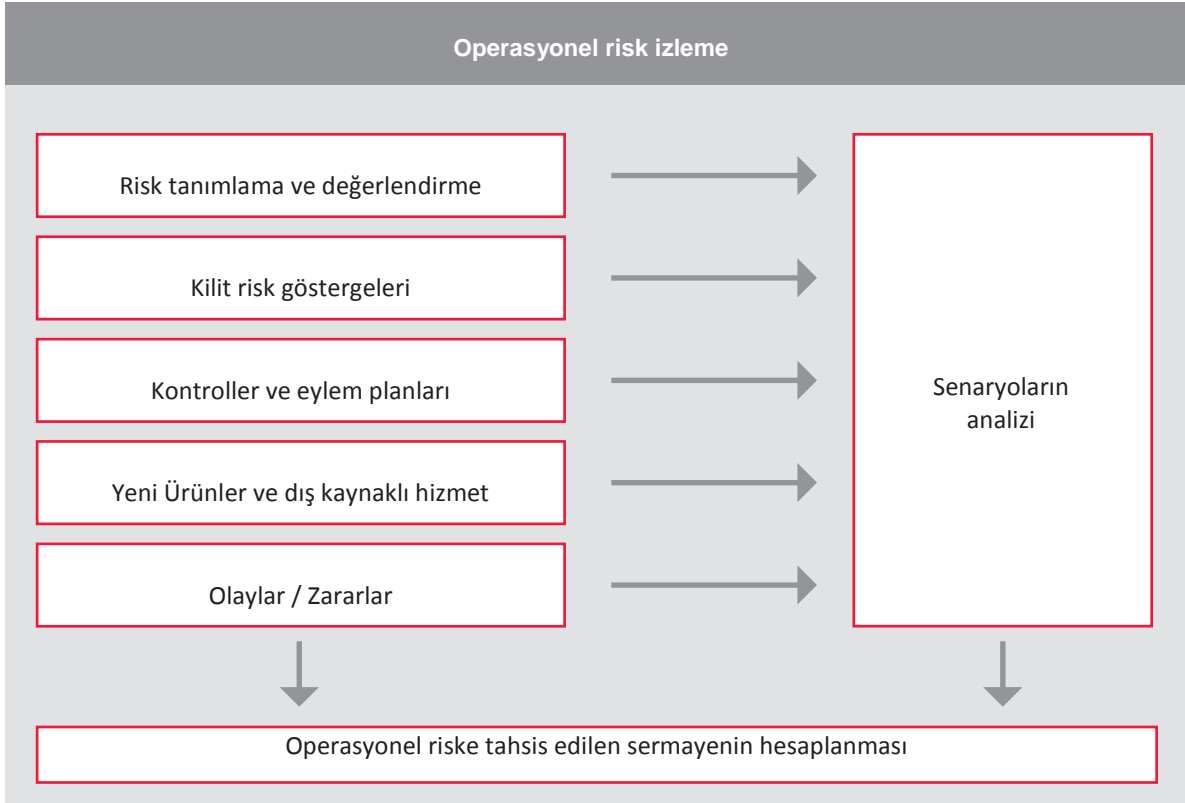 Operasyonel risk izleme
Risk tanımlama ve değerlendirme
Kilit risk göstergeleri
Kontroller ve eylem planları
Yeni Ürünler ve dış kaynaklı hizmet
Olaylar / Zararlar
Senaryoların
analizi
Operasyonel riske tahsis edilen sermayenin hesaplanması